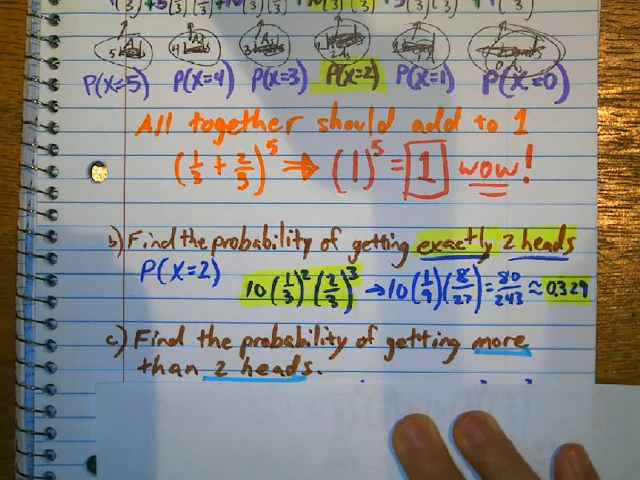 P(X=5) P(X=4) P(X=3) P(X=2) P(X=1) P(X=0)
All together should add to 1
(1/3 + 2/3)^5 ⇒ (1)^5 = 1 wow!
b) Find the probability of getting exactly 2 heads
P(X=2) 10(1/3)^2(2/3)^3 → 10(1/9)(8/27) = 80/243 ≈ 0.329
c) Find the probability of getting more
than 2 heads.